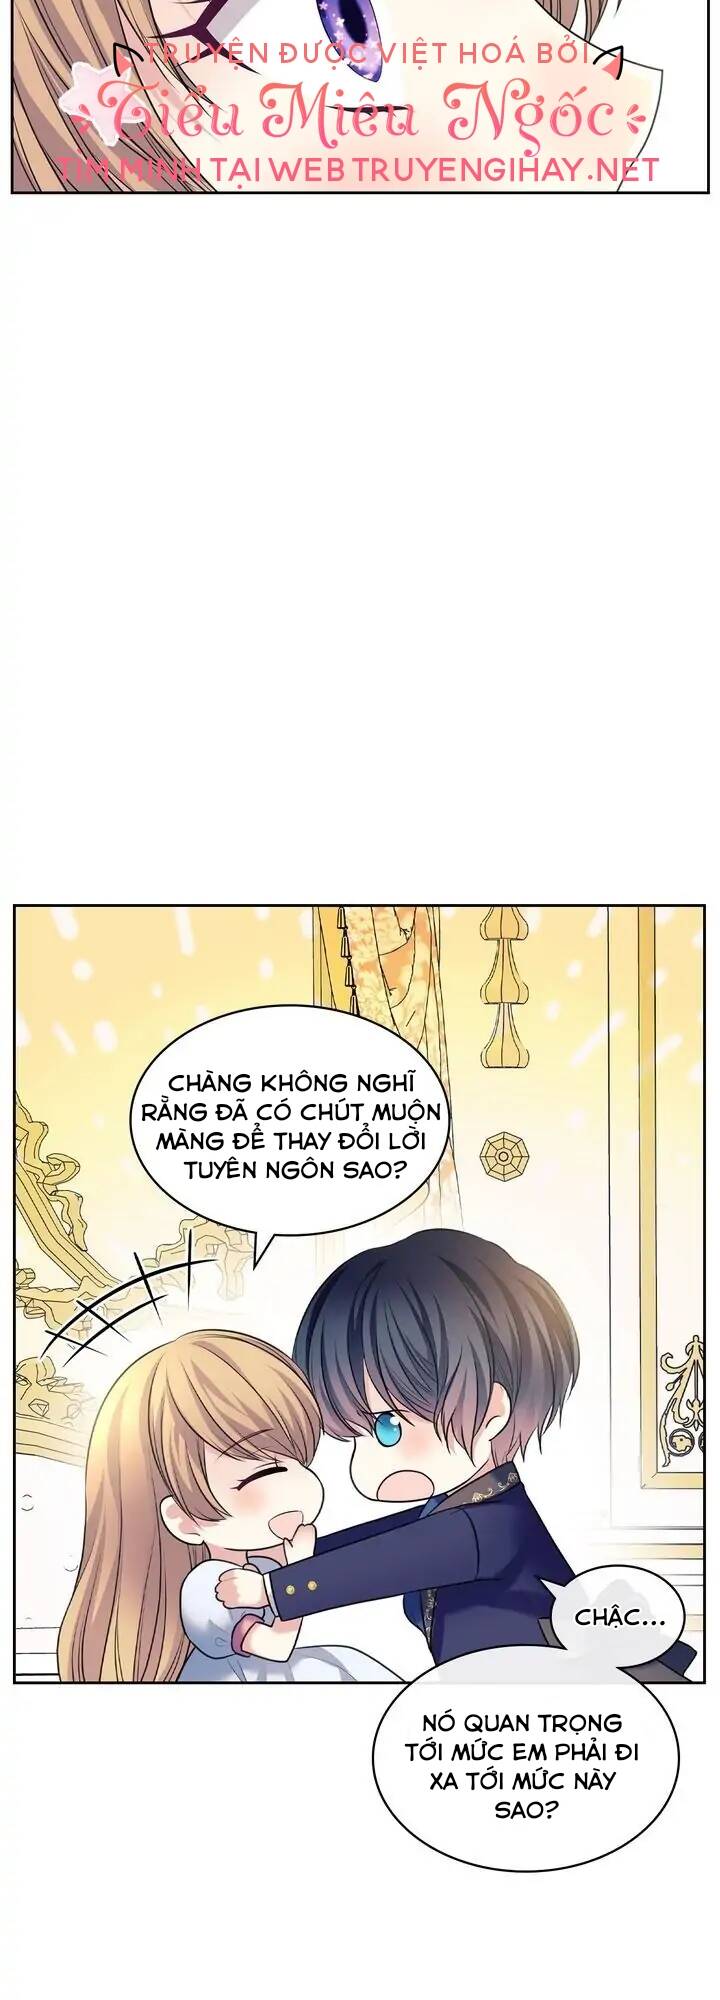 TRUYỆN ĐƯỢC VIỆT HOÁ BỞI
Tiểu Miêu Ngốc
TÌM MÌNH TẠI WEB TRUYENGIHAY.NET
CHÀNG KHÔNG NGHĨ
RẰNG ĐÃ CÓ CHÚT MUỘN
MÀNG ĐỂ THAY ĐỔI LỜI
TUYÊN NGÔN SAO?
CHẬC...
NÓ QUAN TRỌNG
TỚI MỨC EM PHẢI ĐI
XA TỚI MỨC NÀY
SAO?